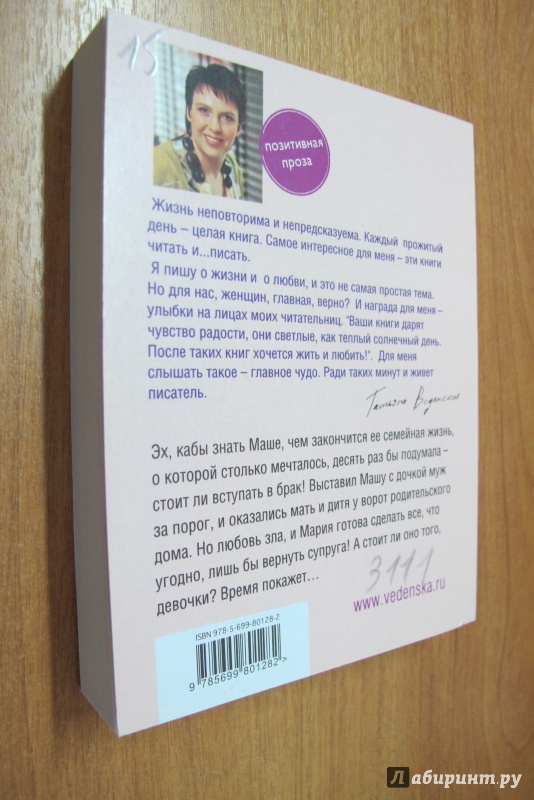 15
позитивная
проза
Жизнь неповторима и непредсказуема. Каждый прожитый
день – целая книга. Самое интересное для меня – эти книги
читать и...писать.
Я пишу о жизни и о любви, и это не самая простая тема.
Но для нас, женщин, главная, верно? И награда для меня –
улыбки на лицах моих читательниц. "Ваши книги дарят
чувство радости, они светлые, как теплый солнечный день.
После таких книг хочется жить и любить!". Для меня
слышать такое – главное чудо. Ради таких минут и живет
писатель.
Татьяна Веденская
Эх, кабы знать Маше, чем закончится ее семейная жизнь,
о которой столько мечталось, десять раз бы подумала –
стоит ли вступать в брак! Выставил Машу с дочкой муж
за порог, и оказались мать и дитя у ворот родительского
дома. Но любовь зла, и Мария готова сделать все, что
угодно, лишь бы вернуть супруга! А стоит ли оно того,
девочки? Время покажет...
3111
www.vedenska.ru
ISBN 978-5-699-80128-2
9 785699 801282>
Лабиринт.ру